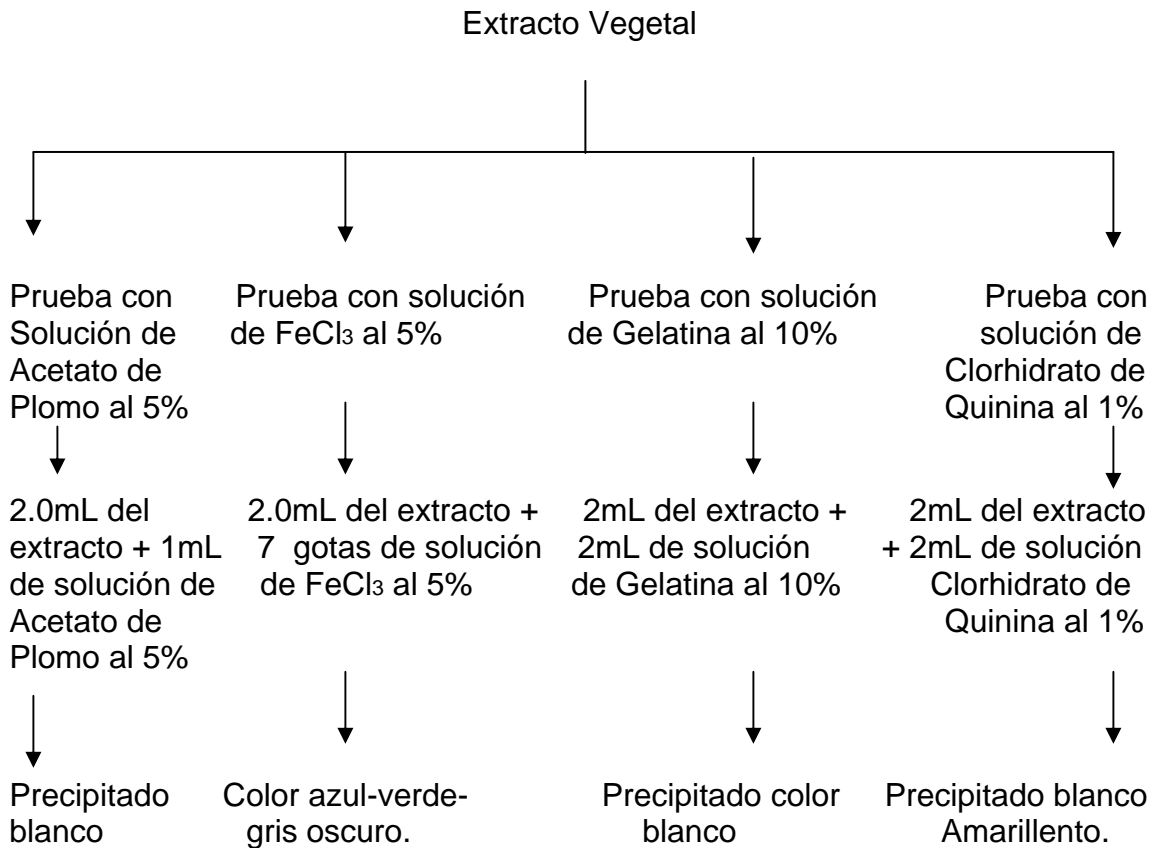 Extracto Vegetal
Prueba con
Solución de
Acetato de
Plomo al 5%
Prueba con solución
de FeCl3 al 5%
Prueba con solución
de Gelatina al 10%
Prueba con
solución de
Clorhidrato de
Quinina al 1%
2.0mL del
extracto + 1mL
de solución de
Acetato de
Plomo al 5%
2.0mL del extracto +
7 gotas de solución
de FeCl3 al 5%
2mL del extracto +
2mL de solución
de Gelatina al 10%
2mL del extracto
+ 2mL de solución
Clorhidrato de
Quinina al 1%
Precipitado
blanco
Color azul-verde-
gris oscuro.
Precipitado color
blanco
Precipitado blanco
Amarillento.